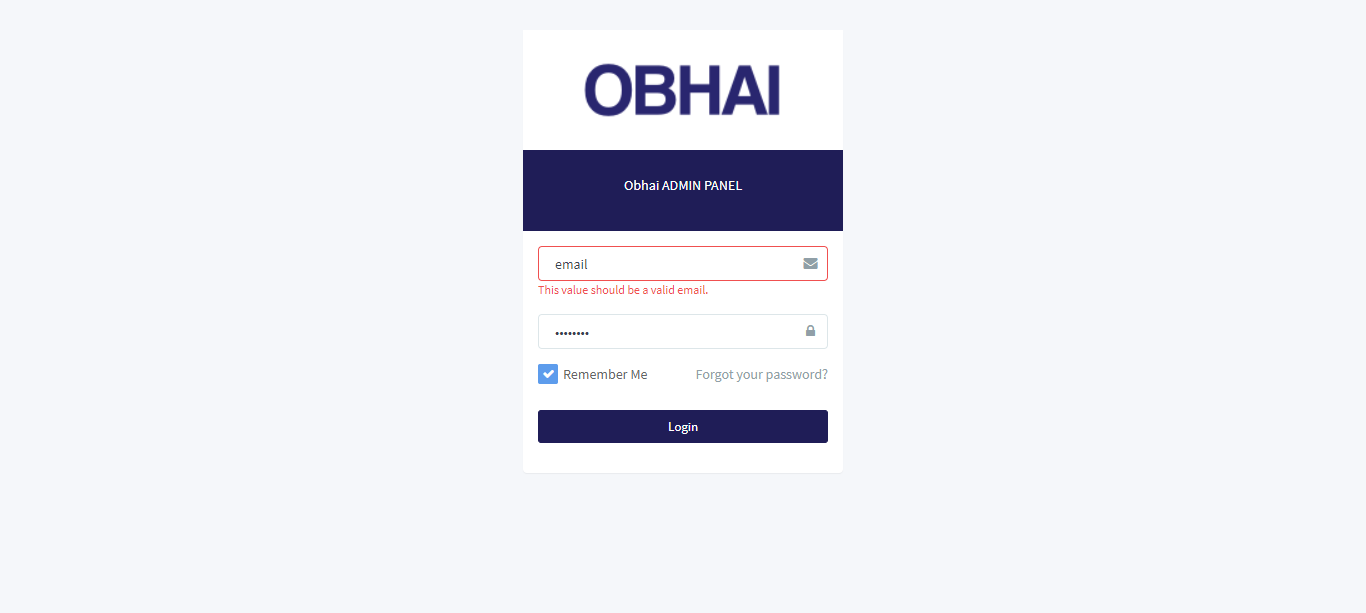 OBHAI
Obhai ADMIN PANEL
email
This value should be a valid email.
••••••••
Remember Me
Forgot your password?
Login